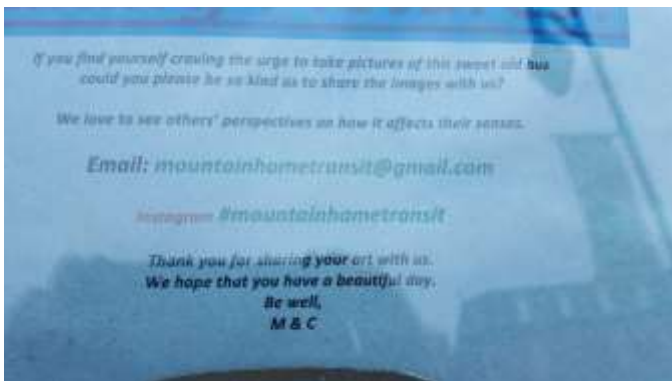 If you find yourself craving the urge to take pictures of this sweet old bus
could you please be so kind as to share the images with us?
We love to see others' perspectives on how it affects their senses.
Email: mountainhometransit@gmail.com
Instagram #mountainhometransit
Thank you for sharing your art with us.
We hope that you have a beautiful day.
Be well,
M & C